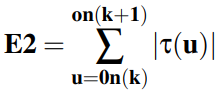 on(k+1)
E2 = ∑ |τ(u)|
u=0n(k)